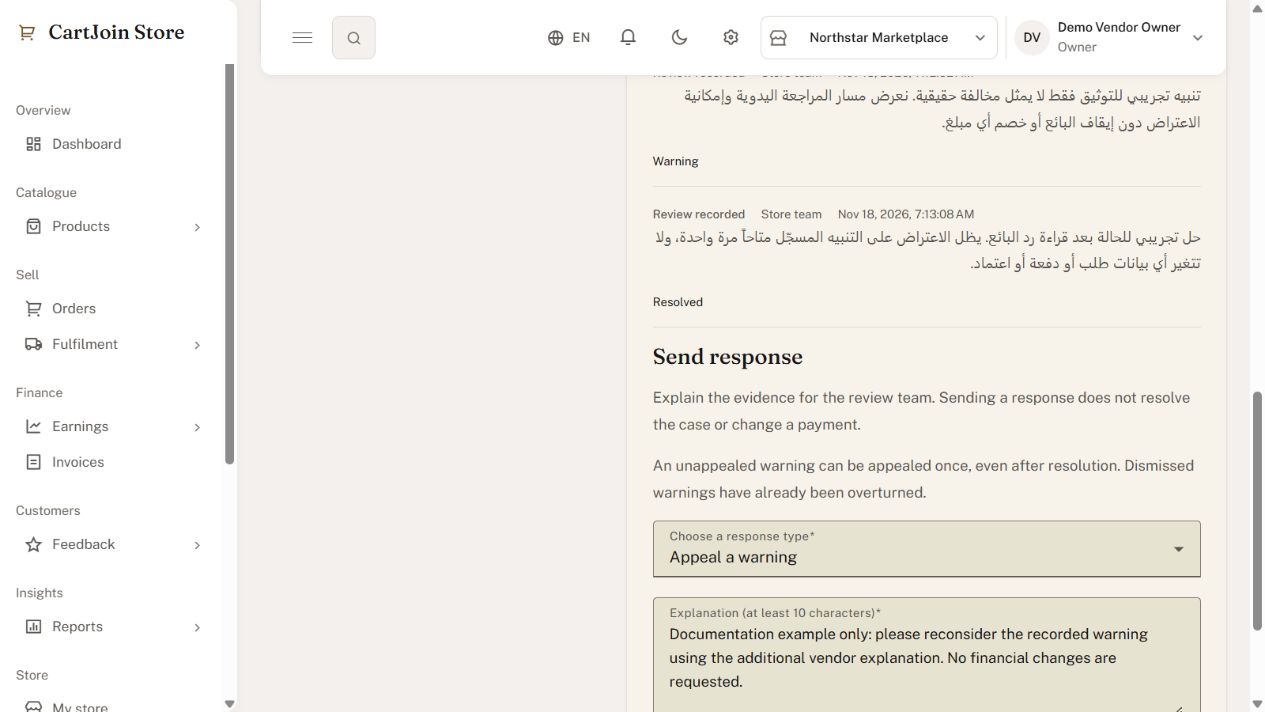 CartJoin Store
EN
Northstar Marketplace
DV
Demo Vendor Owner
Owner
Overview
Dashboard
Catalogue
Products
Sell
Orders
Fulfilment
Finance
Earnings
Invoices
Customers
Feedback
Insights
Reports
Store
My store
تنبيه تجريبي للتوثيق فقط لا يمثل مخالفة حقيقية. نعرض مسار المراجعة اليدوية وإمكانية
الاعتراض دون إيقاف البائع أو خصم أي مبلغ.
Warning
Review recorded Store team Nov 18, 2026, 7:13:08 AM
حل تجريبي للحالة بعد قراءة رد البائع. يظل الاعتراض على التنبيه المسجّل متاحاً مرة واحدة، ولا
تتغير أي بيانات طلب أو دفعة أو اعتماد.
Resolved
Send response
Explain the evidence for the review team. Sending a response does not resolve
the case or change a payment.
An unappealed warning can be appealed once, even after resolution. Dismissed
warnings have already been overturned.
Choose a response type*
Appeal a warning
Explanation (at least 10 characters)*
Documentation example only: please reconsider the recorded warning
using the additional vendor explanation. No financial changes are
requested.